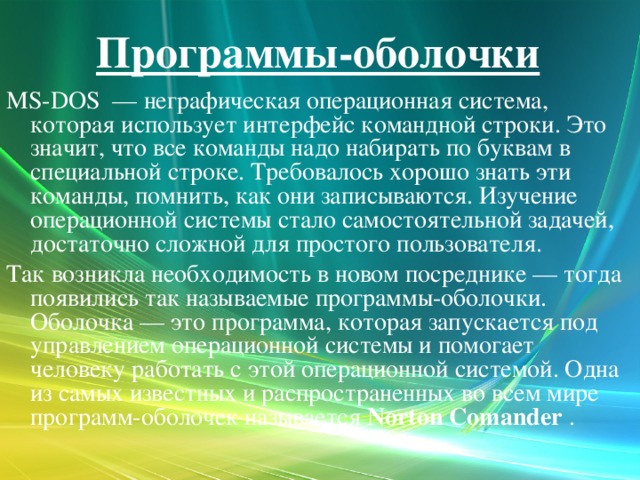 Программы-оболочки
MS-DOS — неграфическая операционная система,
которая использует интерфейс командной строки. Это
значит, что все команды надо набирать по буквам в
специальной строке. Требовалось хорошо знать эти
команды, помнить, как они записываются. Изучение
операционной системы стало самостоятельной задачей,
достаточно сложной для простого пользователя.
Так возникла необходимость в новом посреднике — тогда
появились так называемые программы-оболочки.
Оболочка — это программа, которая запускается под
управлением операционной системы и помогает
человеку работать с этой операционной системой. Одна
из самых известных и распространенных во всем мире
программ-оболочек называется Norton Comander .